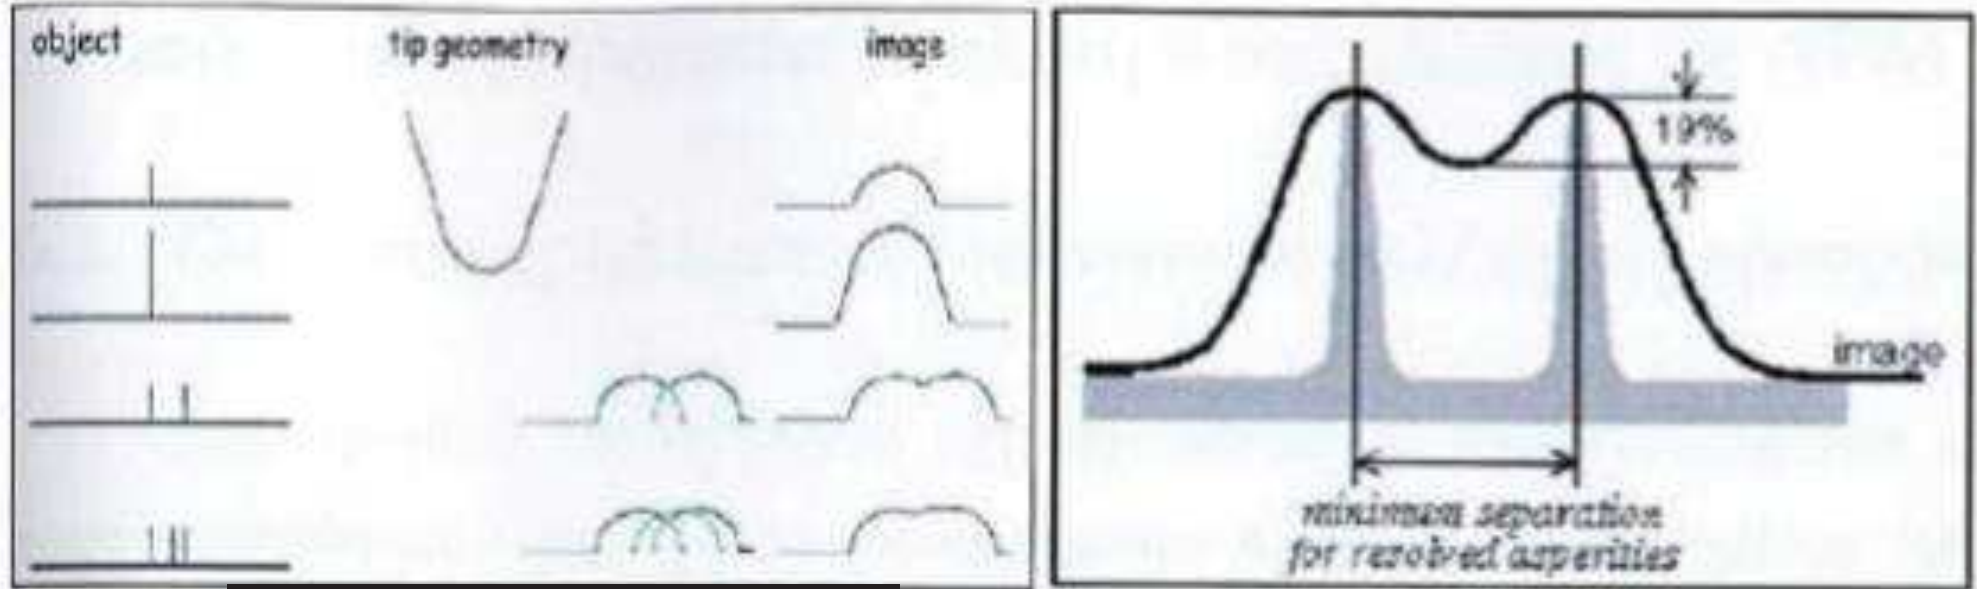 object
tip geometry
image
19%
image
minimum separation
for resolved asperities